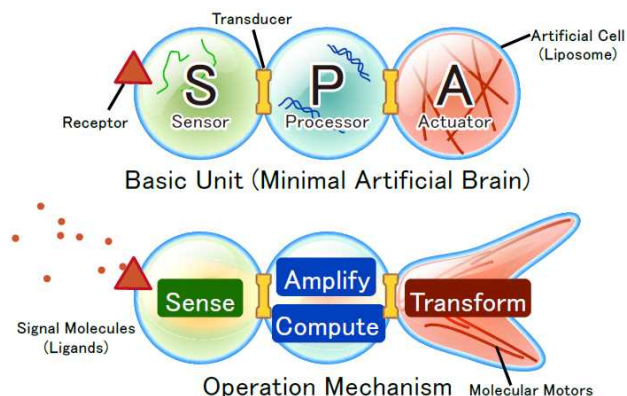 Transducer
Artificial Cell
(Liposome)
S
Sensor
P
Processor
A
Actuator
Receptor
Basic Unit (Minimal Artificial Brain)
Sense
Amplify
Compute
Transform
Signal Molecules
(Ligands)
Operation Mechanism
Molecular Motors